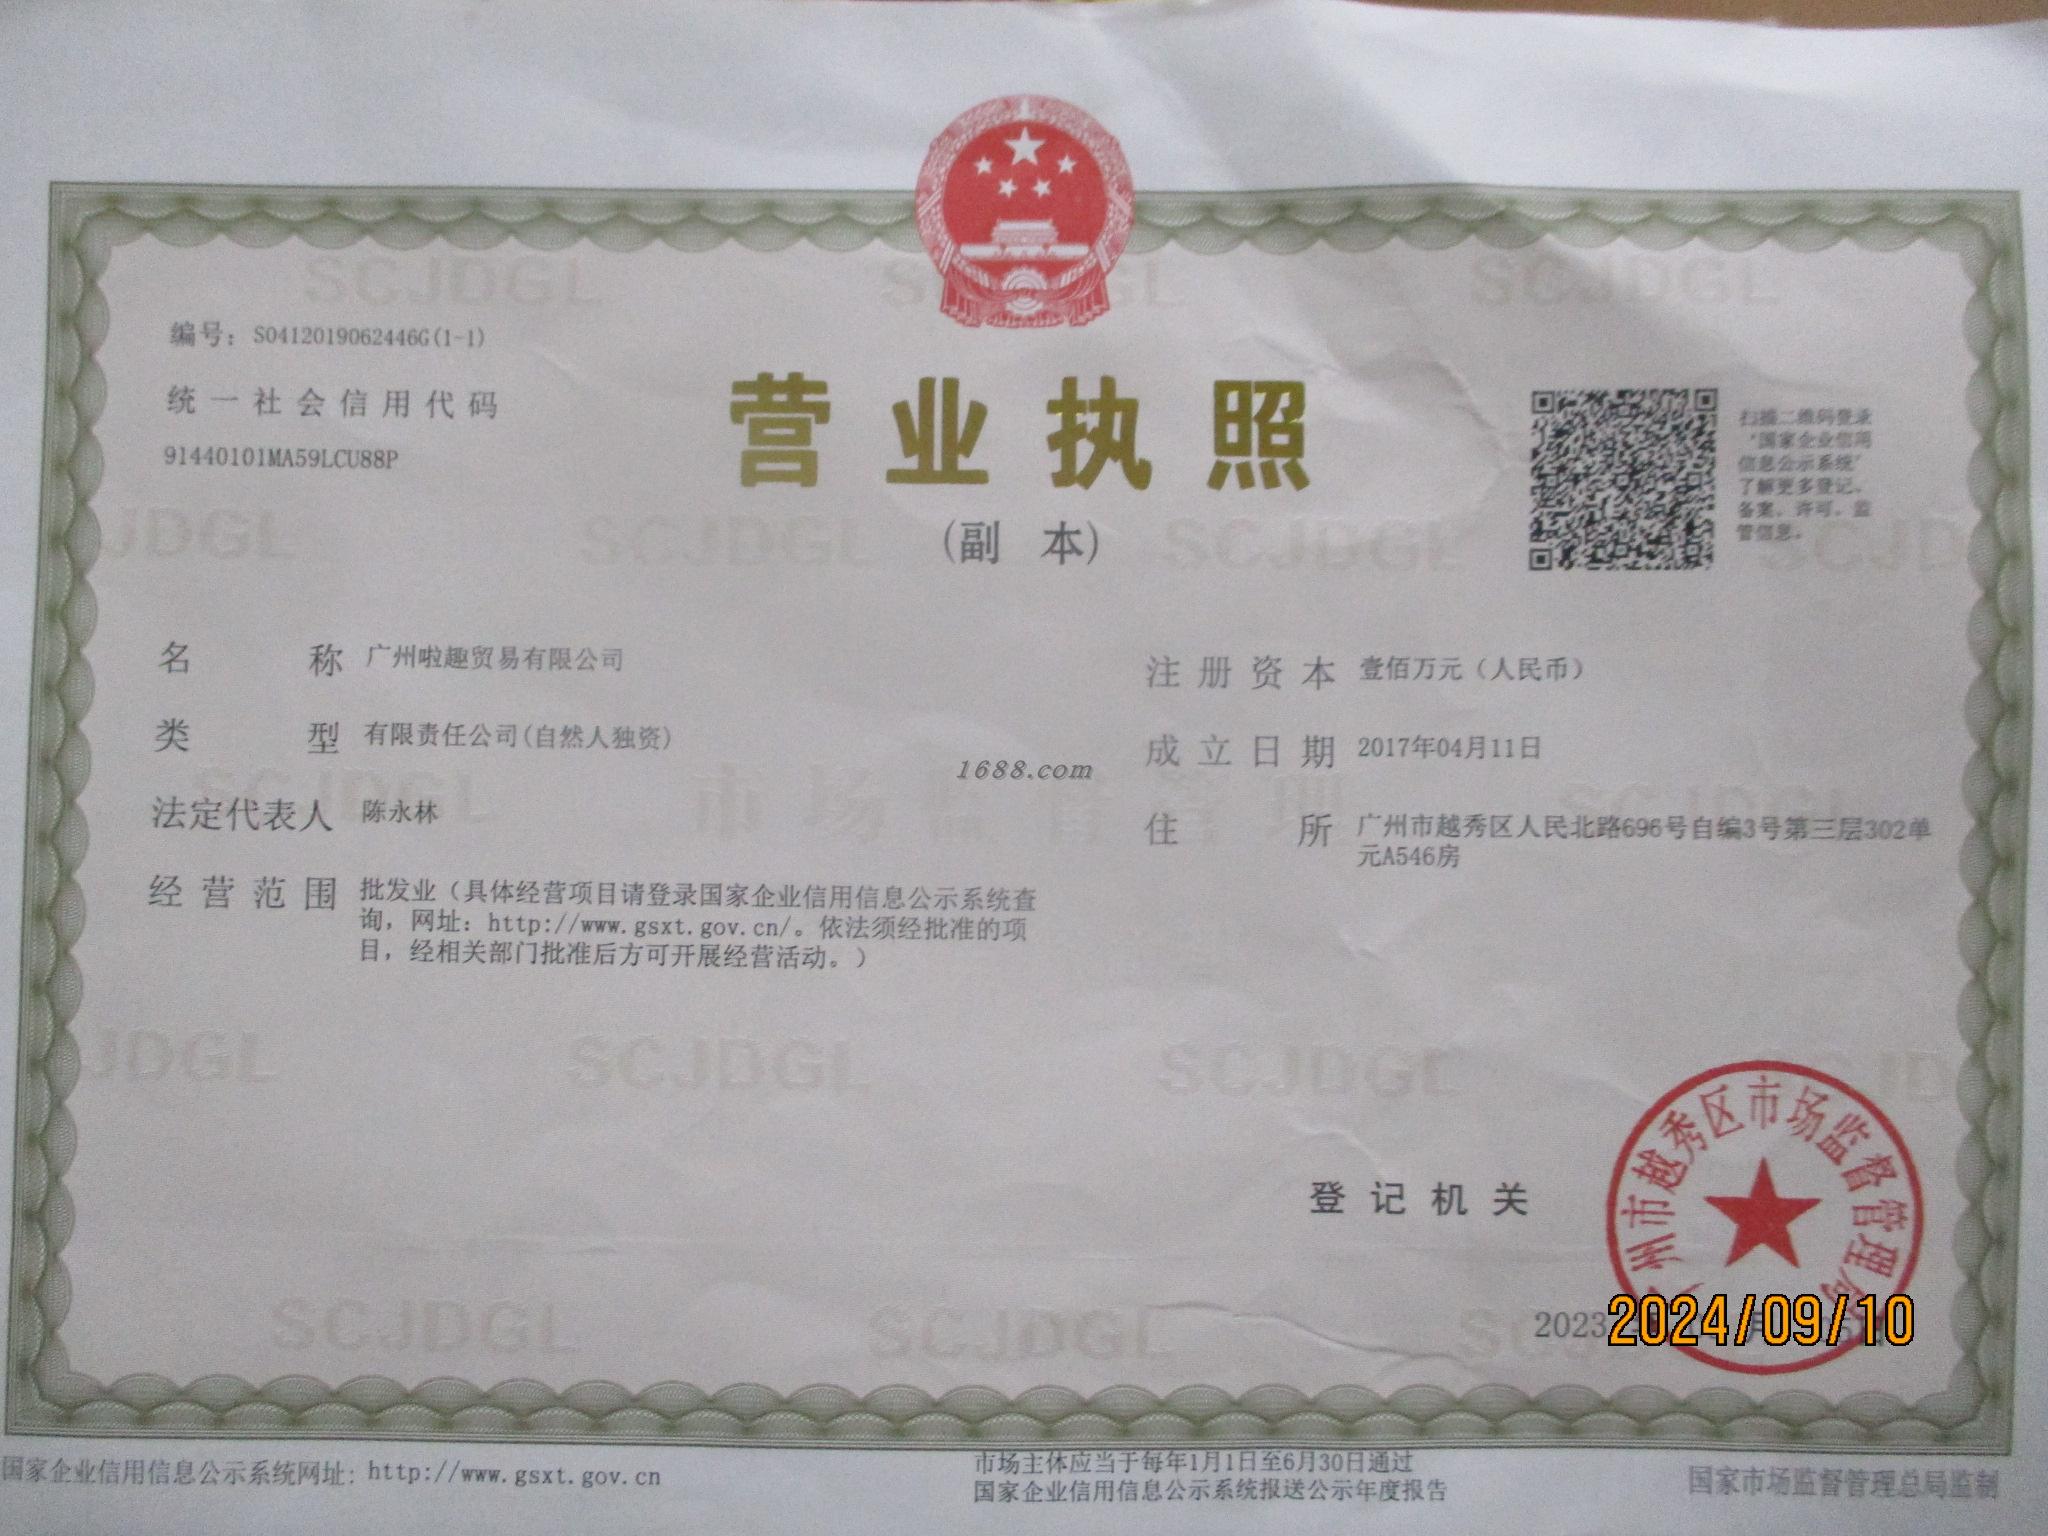 编号：S0412019062446G(1-1)
统一社会信用代码
91440101MA59LCU88P
营业执照
(副 本)
扫描二维码登录
‘国家企业信用
信息公示系统’
了解更多登记、
备案、许可、监
管信息。
名 称 广州啦趣贸易有限公司
类 型 有限责任公司(自然人独资)
法定代表人 陈永林
经营范围 批发业（具体经营项目请登录国家企业信用信息公示系统查
询，网址：http://www.gsxt.gov.cn/。依法须经批准的项
目，经相关部门批准后方可开展经营活动。）
1688.com
注册资本 壹佰万元（人民币）
成立日期 2017年04月11日
住 所 广州市越秀区人民北路696号自编3号第三层302单
元A546房
SCJDGL
登记机关
广州市越秀区市场监督管理局
2023
2024/09/10
国家企业信用信息公示系统网址：http://www.gsxt.gov.cn
市场主体应当于每年1月1日至6月30日通过
国家企业信用信息公示系统报送公示年度报告
国家市场监督管理总局监制